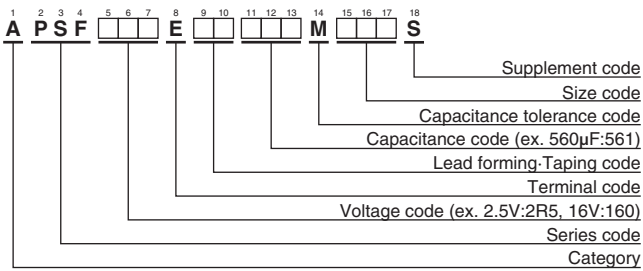 1 2 3 4 5 6 7 8 9 10 11 12 13 14 15 16 17 18
A PSF E M S
Supplement code
Size code
Capacitance tolerance code
Capacitance code (ex. 560µF:561)
Lead forming·Taping code
Terminal code
Voltage code (ex. 2.5V:2R5, 16V:160)
Series code
Category